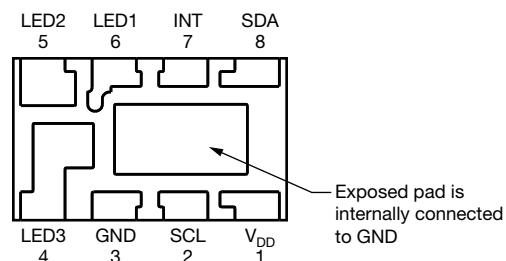 LED2 LED1 INT SDA
5 6 7 8
Exposed pad is
internally connected
to GND
LED3 GND SCL VDD
4 3 2 1